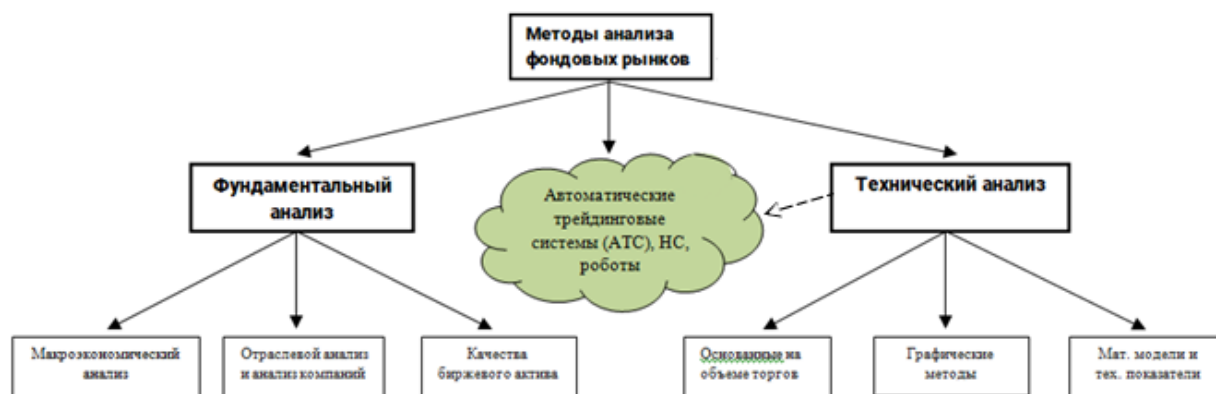 Методы анализа
фондовых рынков
Фундаментальный
анализ
Автоматические
трейдинговые
системы (АТС), НС,
роботы
Технический анализ
Макроэкономический
анализ
Отраслевой анализ
и анализ компаний
Качества
биржевого актива
Основанные на
объеме торгов
Графические
методы
Мат. модели и
тех. показатели